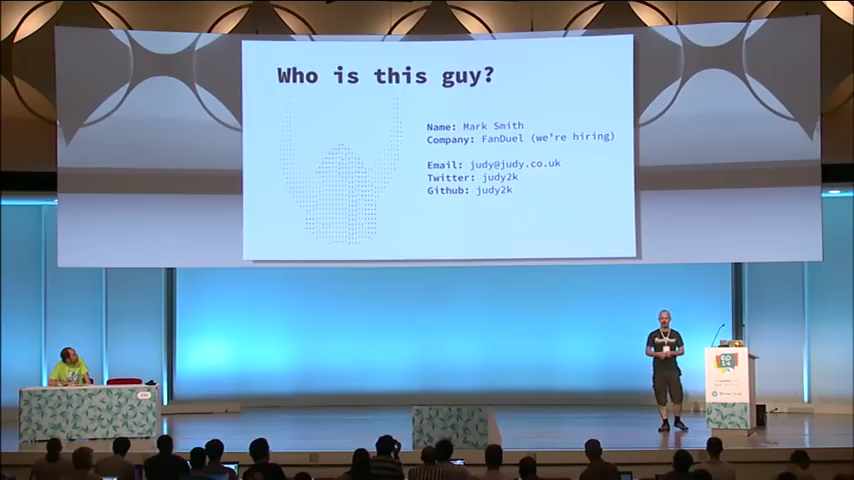 Who is this guy?
Name: Mark Smith
Company: FanDuel (we're hiring)
Email: judy@judy.co.uk
Twitter: judy2k
Github: judy2k